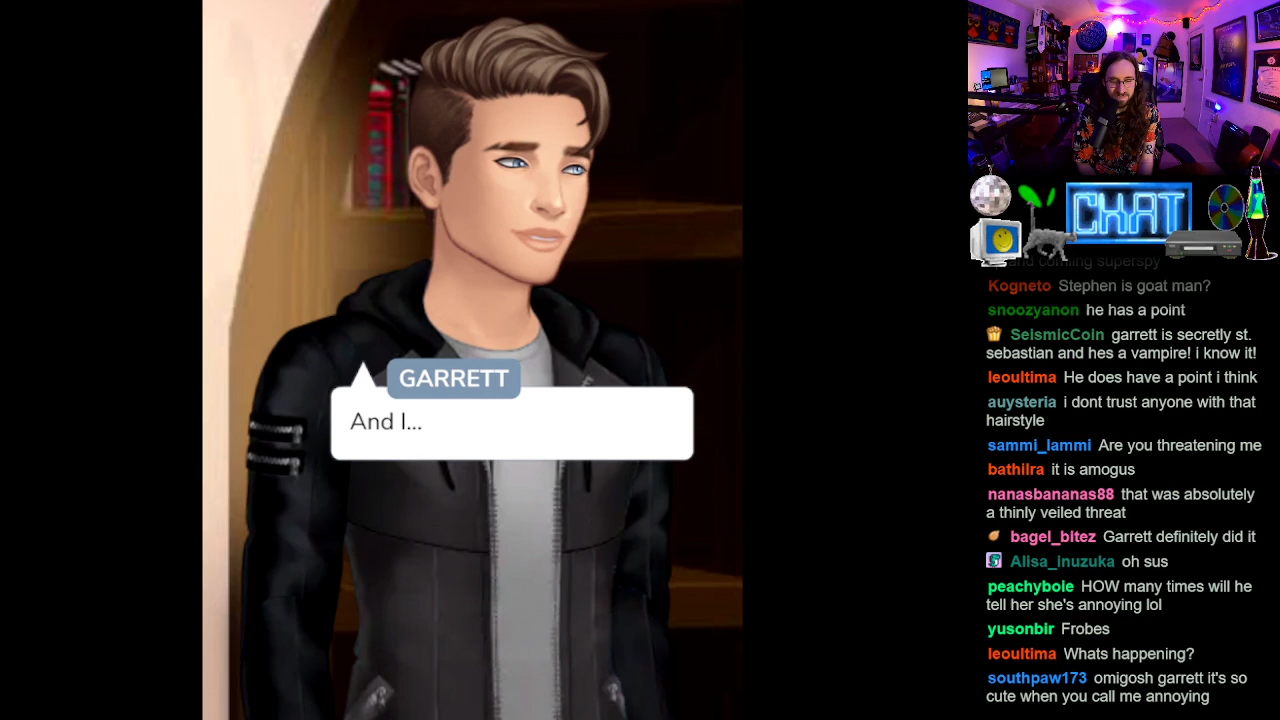 GARRETT
And I...
CHAT
and coming superspy
Kogneto Stephen is goat man?
snoozyanon he has a point
SeismicCoin garrett is secretly st.
sebastian and hes a vampire! i know it!
leoultima He does have a point i think
auysteria i dont trust anyone with that
hairstyle
sammi_lammi Are you threatening me
bathilra it is amogus
nanasbananas88 that was absolutely
a thinly veiled threat
bagel_bitez Garrett definitely did it
Alisa_inuzuka oh sus
peachybole HOW many times will he
tell her she's annoying lol
yusonbir Frobes
leoultima Whats happening?
southpaw173 omigosh garrett it's so
cute when you call me annoying